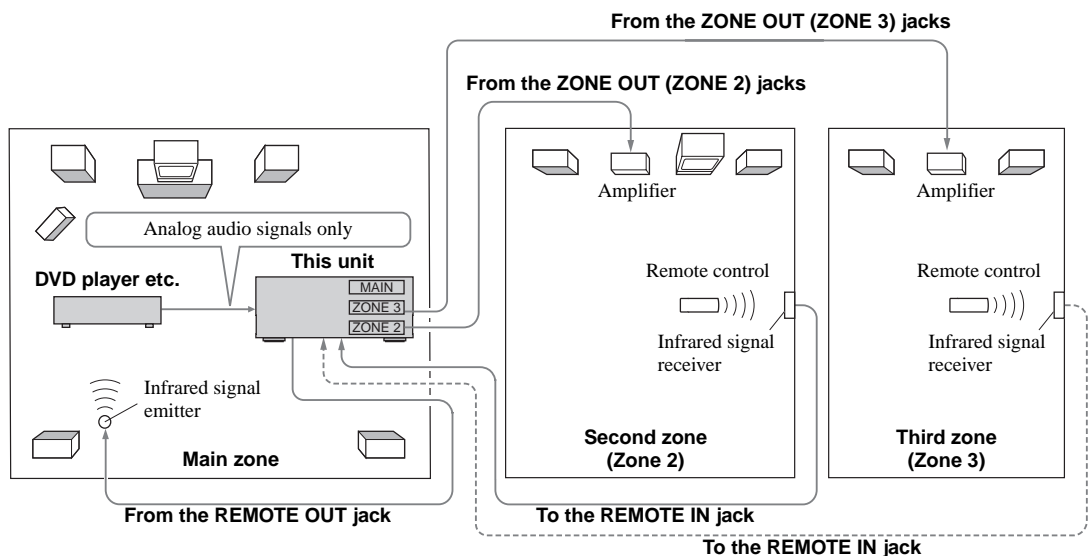 From the ZONE OUT (ZONE 3) jacks
From the ZONE OUT (ZONE 2) jacks
Amplifier
Amplifier
Analog audio signals only
This unit
DVD player etc.
MAIN
ZONE 3
ZONE 2
Remote control
Infrared signal
receiver
Remote control
Infrared signal
receiver
Infrared signal
emitter
Main zone
Second zone
(Zone 2)
Third zone
(Zone 3)
From the REMOTE OUT jack
To the REMOTE IN jack
To the REMOTE IN jack